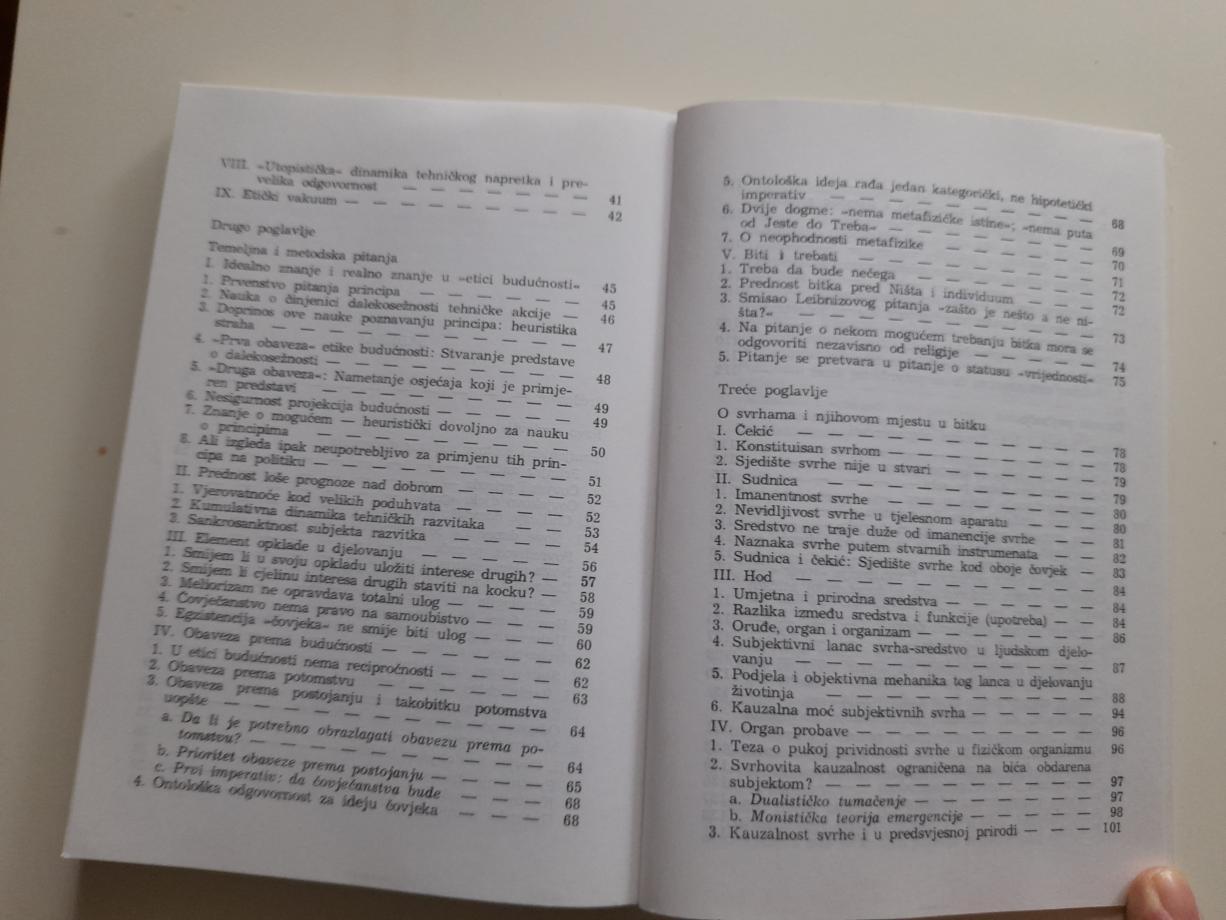 VIII. »Utopistička« dinamika tehničkog napretka i pre-
velika odgovornost — — — — — — — 41
IX. Etički vakuum — — — — — — — — — 42
Drugo poglavlje
Temeljna i metodska pitanja
I. Idealno znanje i realno znanje u »etici budućnosti« 45
1. Prvenstvo pitanja principa — — — — — — 45
2. Nauka o činjenici dalekosežnosti tehničke akcije — 46
3. Doprinos ove nauke poznavanju principa: heuristika
straha — — — — — — — — — — — 47
4. »Prva obaveza« etike budućnosti: Stvaranje predstave
o dalekosežnosti — — — — — — — — 48
5. »Druga obaveza«: Nametanje osjećaja koji je primje-
ren predstavi — — — — — — — — — 49
6. Nesigurnost projekcija budućnosti — — — — — 49
7. Znanje o mogućem — heuristički dovoljno za nauku
o principima — — — — — — — — — 50
8. Ali izgleda ipak neupotrebljivo za primjenu tih prin-
cipa na politiku — — — — — — — — 51
II. Prednost loše prognoze nad dobrom — — — — 52
1. Vjerovatnoće kod velikih poduhvata — — — — 52
2. Kumulativna dinamika tehničkih razvitaka — — 53
3. Sankrosanktnost subjekta razvitka — — — — 54
III. Element opklade u djelovanju — — — — — 56
1. Smijem li u svoju opkladu uložiti interese drugih? — 57
2. Smijem li cjelinu interesa drugih staviti na kocku? — 58
3. Meliorizam ne opravdava totalni ulog — — — — 59
4. Čovječanstvo nema pravo na samoubistvo — — — 59
5. Egzistencija »čovjeka« ne smije biti ulog — — — 60
IV. Obaveza prema budućnosti — — — — — — 62
1. U etici budućnosti nema recipročnosti — — — — 62
2. Obaveza prema potomstvu — — — — — — 63
3. Obaveza prema postojanju i takobitku potomstva
uopšte — — — — — — — — — — — 64
a. Da li je potrebno obrazlagati obavezu prema po-
tomstvu? — — — — — — — — — — 64
b. Prioritet obaveze prema postojanju — — — — 65
c. Prvi imperativ: da čovječanstva bude — — — 68
4. Ontološka odgovornost za ideju čovjeka — — — — 68
5. Ontološka ideja rađa jedan kategorički, ne hipotetički
imperativ — — — — — — — — — — 68
6. Dvije dogme: »nema metafizičke istine«; »nema puta
od Jeste do Treba« — — — — — — — — 69
7. O neophodnosti metafizike — — — — — — 70
V. Biti i trebati — — — — — — — — — 71
1. Treba da bude nečega — — — — — — — 72
2. Prednost bitka pred Ništa i individuum — — — 72
3. Smisao Leibnizovog pitanja »zašto je nešto a ne ni-
šta?« — — — — — — — — — — — 73
4. Na pitanje o nekom mogućem trebanju bitka mora se
odgovoriti nezavisno od religije — — — — — 74
5. Pitanje se pretvara u pitanje o statusu »vrijednosti« 75
Treće poglavlje
O svrhama i njihovom mjestu u bitku
I. Čekić — — — — — — — — — — — 78
1. Konstituisan svrhom — — — — — — — — 78
2. Sjedište svrhe nije u stvari — — — — — — 79
II. Sudnica — — — — — — — — — — 79
1. Imanentnost svrhe — — — — — — — — 80
2. Nevidljivost svrhe u tjelesnom aparatu — — — 80
3. Sredstvo ne traje duže od imanencije svrhe — — 81
4. Naznaka svrhe putem stvarnih instrumenata — — 82
5. Sudnica i čekić: Sjedište svrhe kod oboje čovjek — 83
III. Hod — — — — — — — — — — — 84
1. Umjetna i prirodna sredstva — — — — — — 84
2. Razlika između sredstva i funkcije (upotreba) — — 84
3. Oruđe, organ i organizam — — — — — — — 86
4. Subjektivni lanac svrha-sredstvo u ljudskom djelo-
vanju — — — — — — — — — — — 87
5. Podjela i objektivna mehanika tog lanca u djelovanju
životinja — — — — — — — — — — 88
6. Kauzalna moć subjektivnih svrha — — — — — 94
IV. Organ probave — — — — — — — — — 96
1. Teza o pukoj prividnosti svrhe u fizičkom organizmu 96
2. Svrhovita kauzalnost ograničena na bića obdarena
subjektom? — — — — — — — — — — 97
a. Dualističko tumačenje — — — — — — — 97
b. Monistička teorija emergencije — — — — — 98
3. Kauzalnost svrhe i u predsvjesnoj prirodi — — — 101